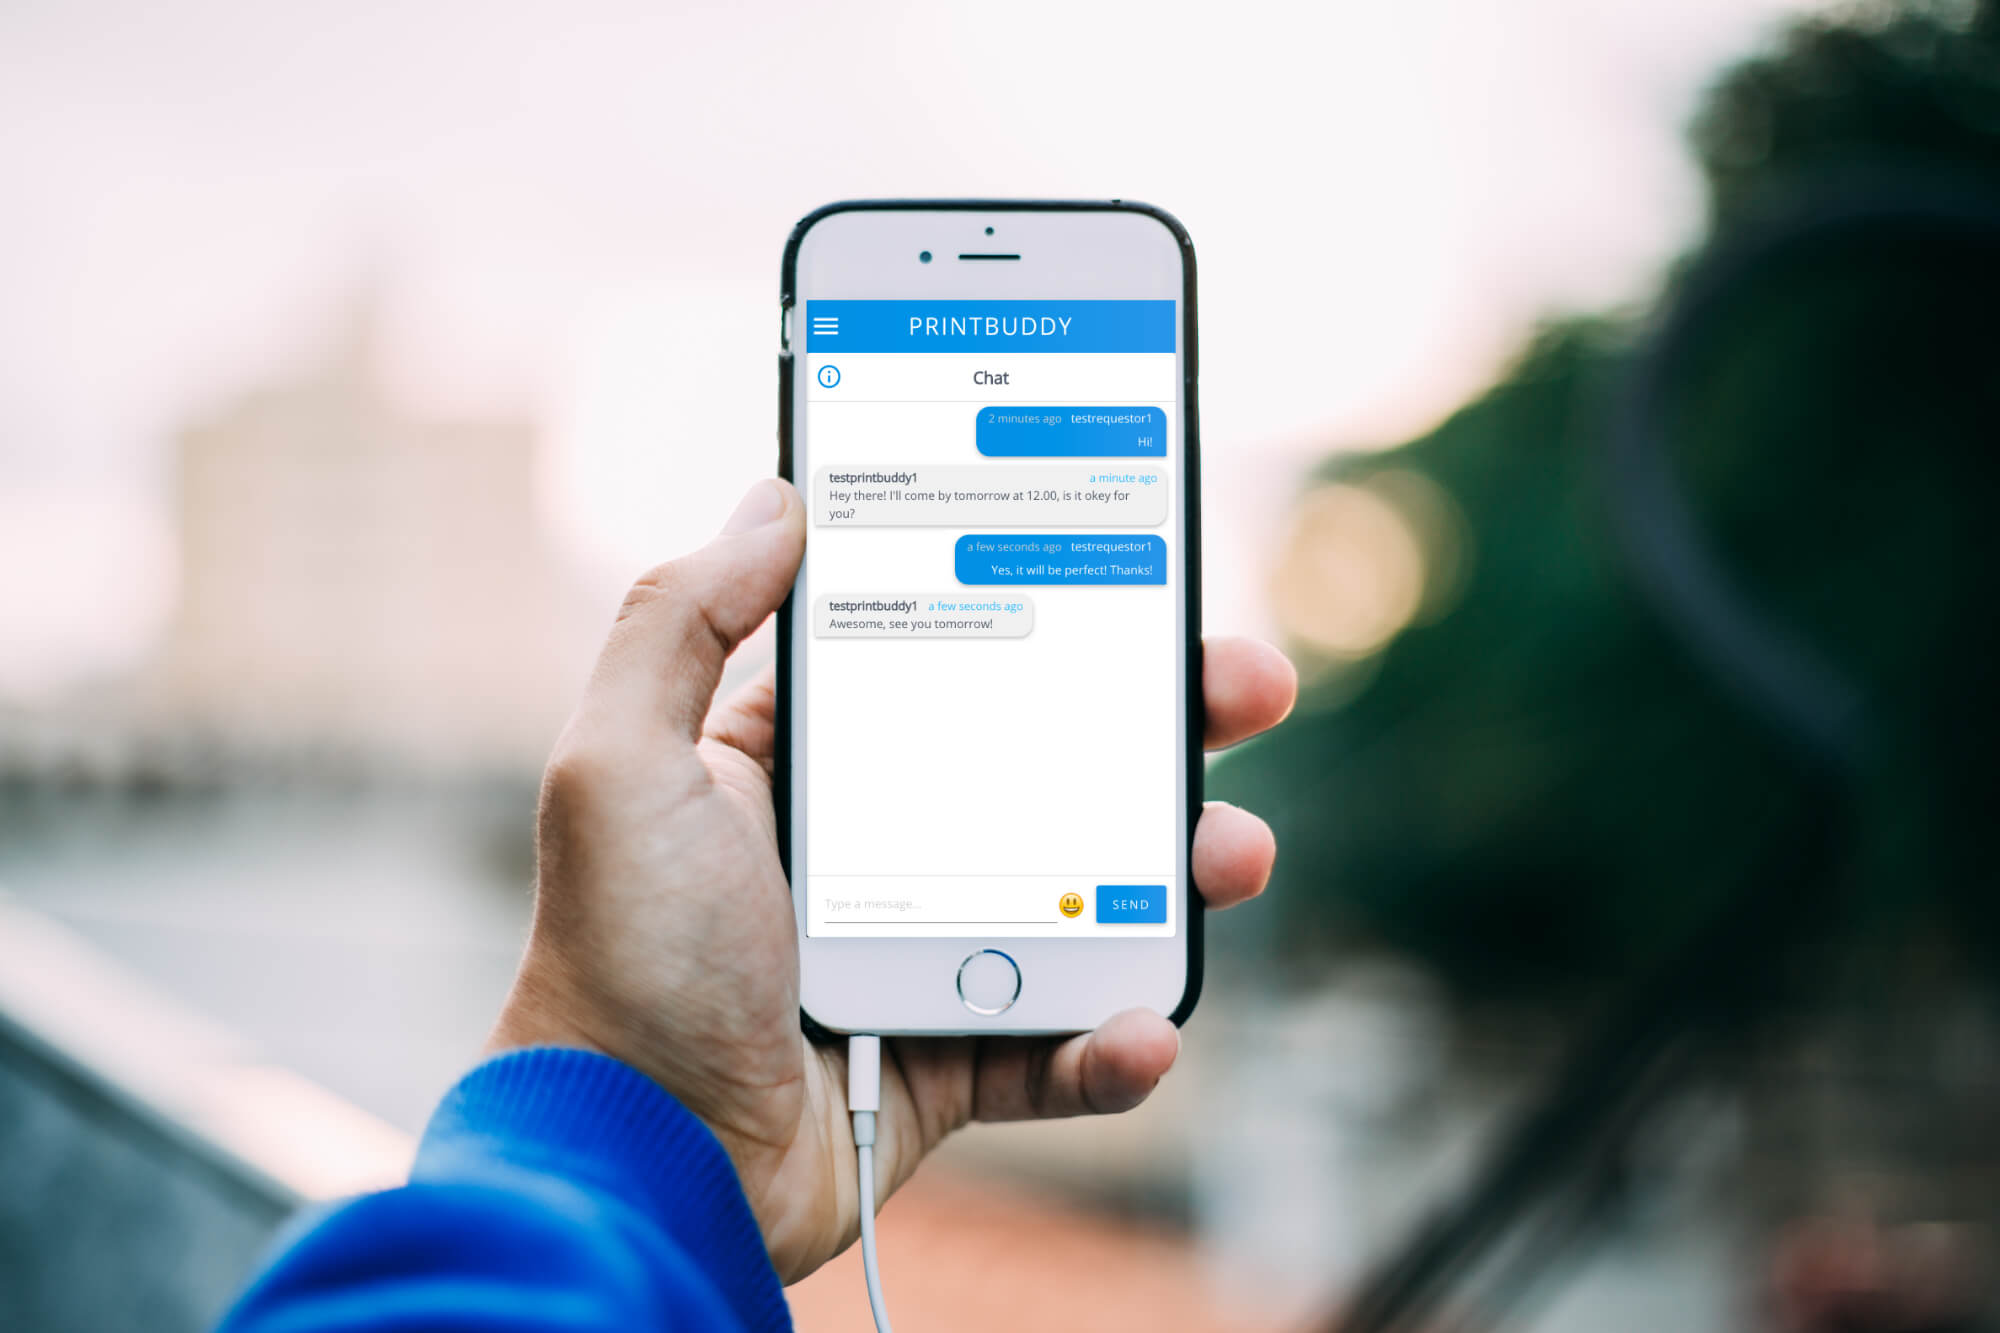 PRINTBUDDY
Chat
2 minutes ago testrequestor1
Hi!
testprintbuddy1 a minute ago
Hey there! I'll come by tomorrow at 12.00, is it okey for
you?
a few seconds ago testrequestor1
Yes, it will be perfect! Thanks!
testprintbuddy1 a few seconds ago
Awesome, see you tomorrow!
Type a message...
SEND